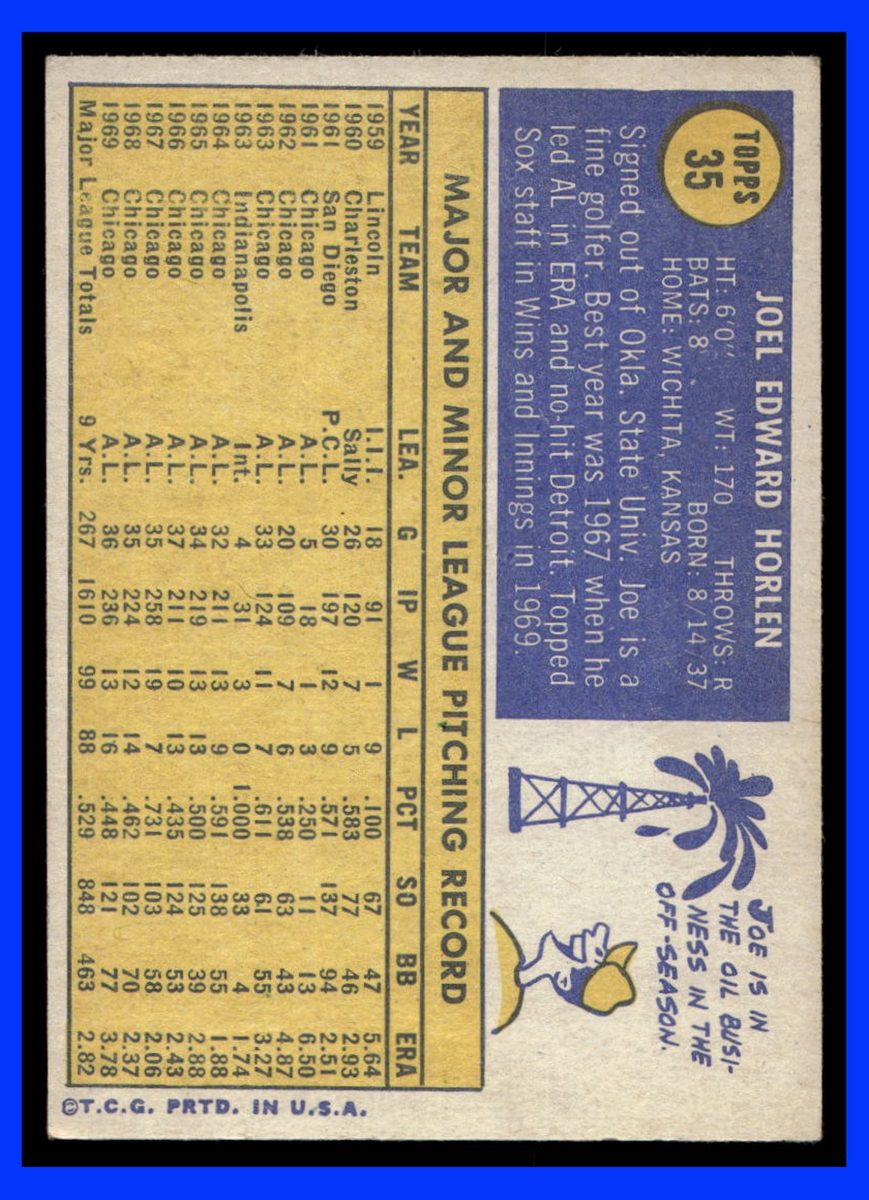 TOPPS
35
JOEL EDWARD HORLEN
HT: 6'0" WT: 170 THROWS: R
BATS: 8 BORN: 8/14/37
HOME: WICHITA, KANSAS
Signed out of Okla. State Univ. Joe is a
fine golfer. Best year was 1967 when he
led AL in ERA and no-hit Detroit. Topped
Sox staff in Wins and Innings in 1969.
JOE IS IN
THE OIL BUSI-
NESS IN THE
OFF-SEASON.
MAJOR AND MINOR LEAGUE PITCHING RECORD
YEAR TEAM LEA. G IP W L PCT SO BB ERA
1959 Lincoln I.I.I. 18 91 1 9 .100 67 47 5.64
1960 Charleston Sally 26 120 7 5 .583 77 46 2.93
1961 San Diego P.C.L. 30 197 12 9 .571 137 94 2.51
1961 Chicago A.L. 5 18 1 3 .250 11 13 6.50
1962 Chicago A.L. 20 109 7 6 .538 63 43 4.87
1963 Chicago A.L. 33 124 11 7 .611 61 55 3.27
1963 Indianapolis Int. 4 31 3 0 1.000 33 4 1.74
1964 Chicago A.L. 32 211 13 9 .591 138 55 1.88
1965 Chicago A.L. 34 219 13 13 .500 125 39 2.88
1966 Chicago A.L. 37 211 10 13 .435 124 53 2.43
1967 Chicago A.L. 35 258 19 7 .731 103 58 2.06
1968 Chicago A.L. 35 224 12 14 .462 102 70 2.37
1969 Chicago A.L. 36 236 13 16 .448 121 77 3.78
Major League Totals 9 Yrs. 267 1610 99 88 .529 848 463 2.82
©T.C.G. PRTD. IN U.S.A.